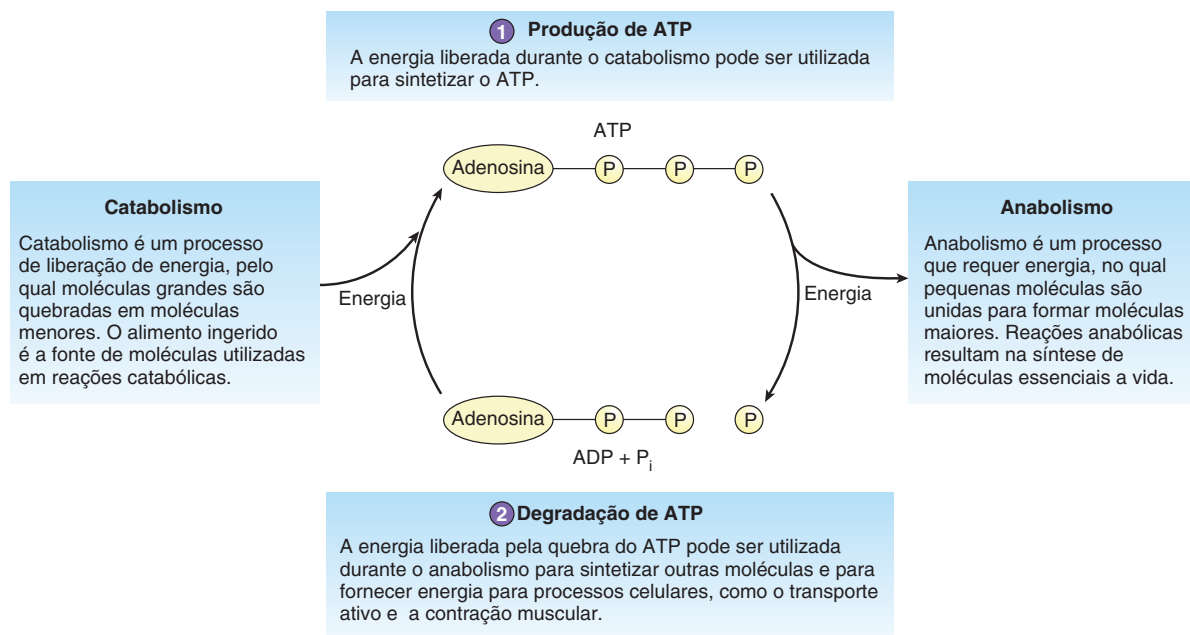 1 Produção de ATP
A energia liberada durante o catabolismo pode ser utilizada
para sintetizar o ATP.
ATP
Adenosina P P P
Catabolismo
Catabolismo é um processo
de liberação de energia, pelo
qual moléculas grandes são
quebradas em moléculas
menores. O alimento ingerido
é a fonte de moléculas utilizadas
em reações catabólicas.
Energia
Energia
Anabolismo
Anabolismo é um processo
que requer energia, no qual
pequenas moléculas são
unidas para formar moléculas
maiores. Reações anabólicas
resultam na síntese de
moléculas essenciais a vida.
Adenosina P P P
ADP + Pi
2 Degradação de ATP
A energia liberada pela quebra do ATP pode ser utilizada
durante o anabolismo para sintetizar outras moléculas e para
fornecer energia para processos celulares, como o transporte
ativo e a contração muscular.